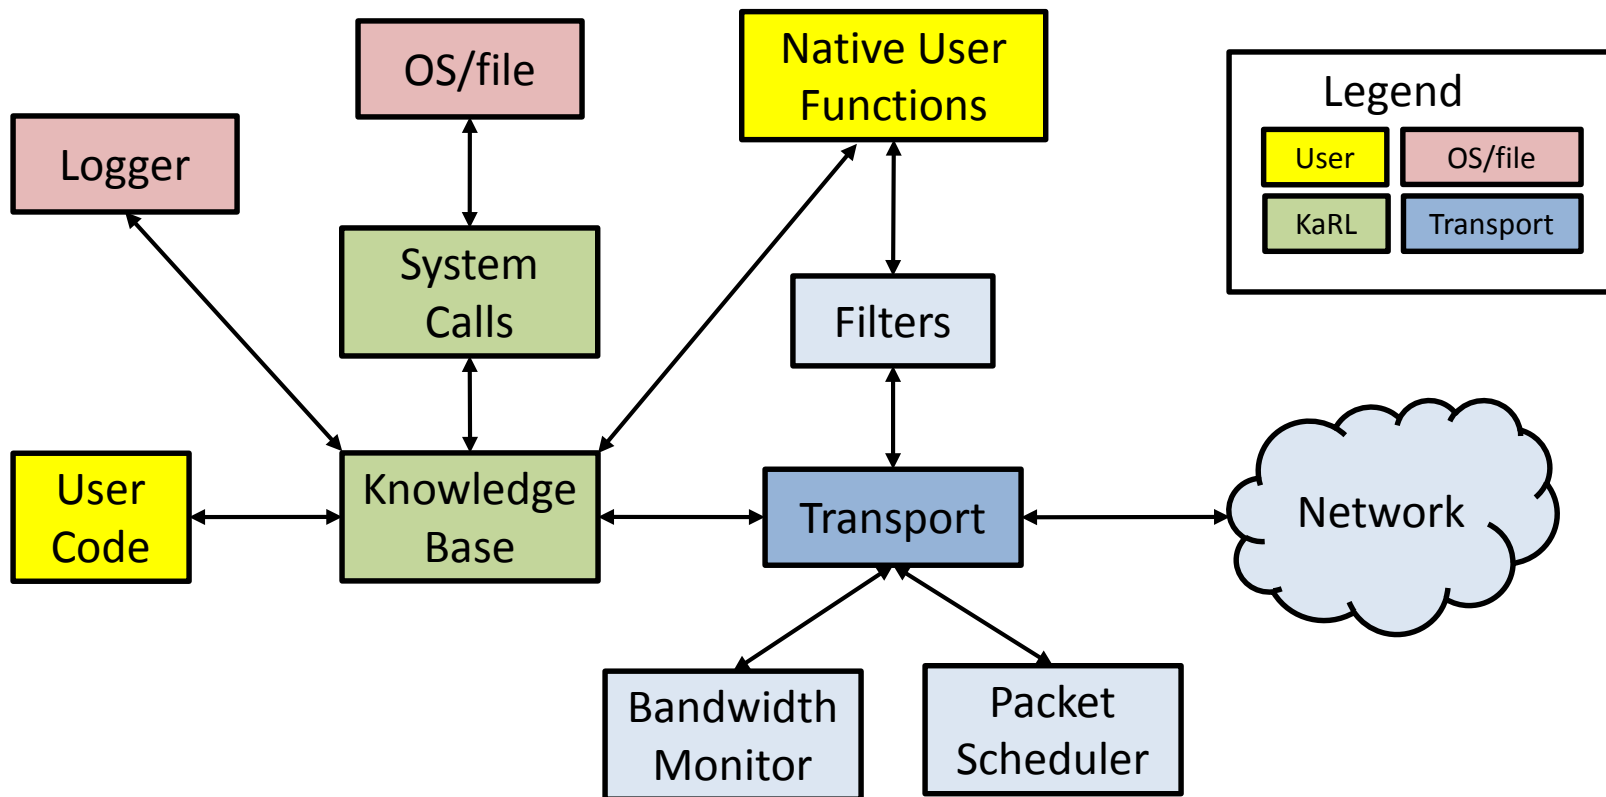 OS/file
Native User
Functions
Logger
System
Calls
Filters
User
Code
Knowledge
Base
Transport
Network
Bandwidth
Monitor
Packet
Scheduler
Legend
User
OS/file
KaRL
Transport